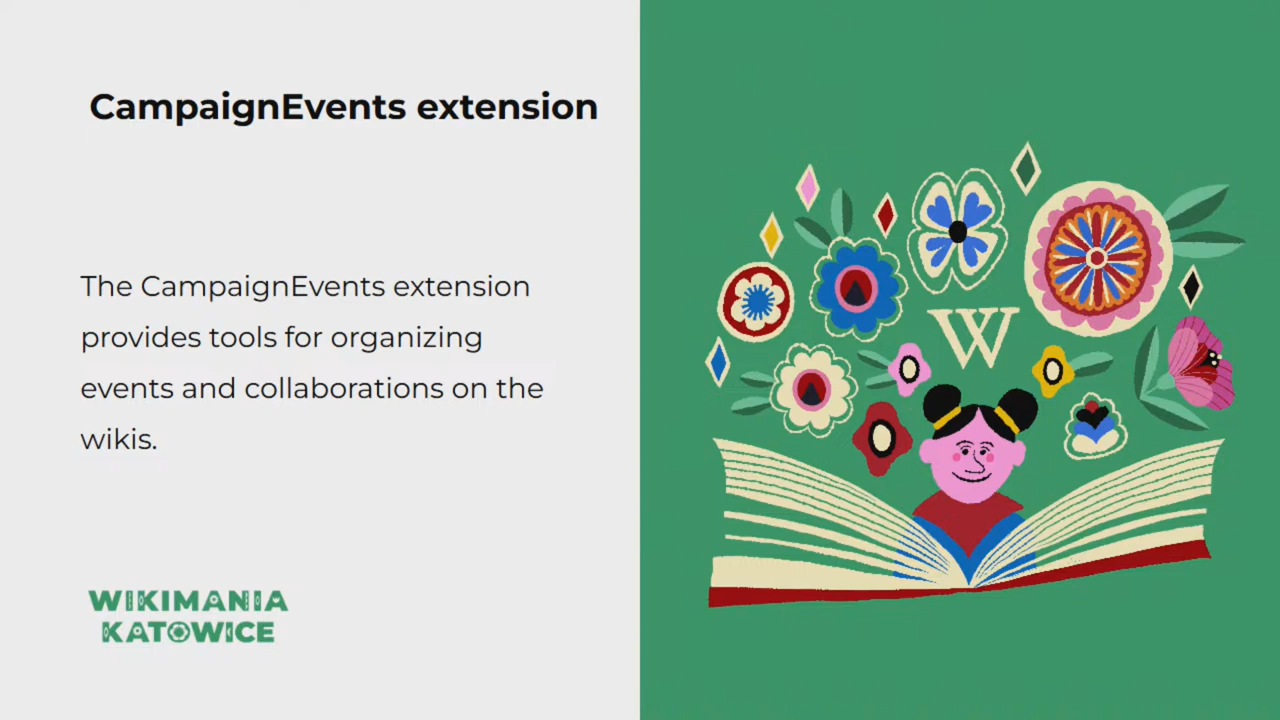 CampaignEvents extension
The CampaignEvents extension
provides tools for organizing
events and collaborations on the
wikis.
WIKIMANIA
KATOWICE
W